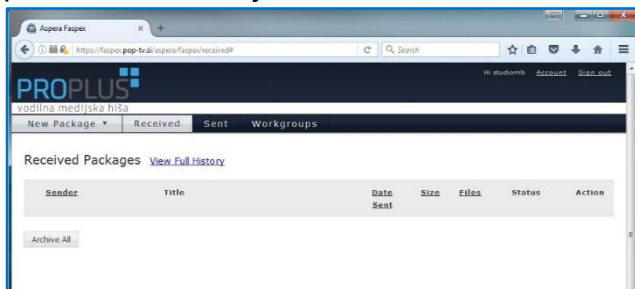 Aspera Faspex
https://faspex.pop-tv.si/aspera/faspex/received#
Search
Hi studiomb Account Sign out
PROPLUS
vodilna medijska hiša
New Package ▼ Received Sent Workgroups
Received Packages View Full History
Sender Title Date Sent Size Files Status Action
Archive All